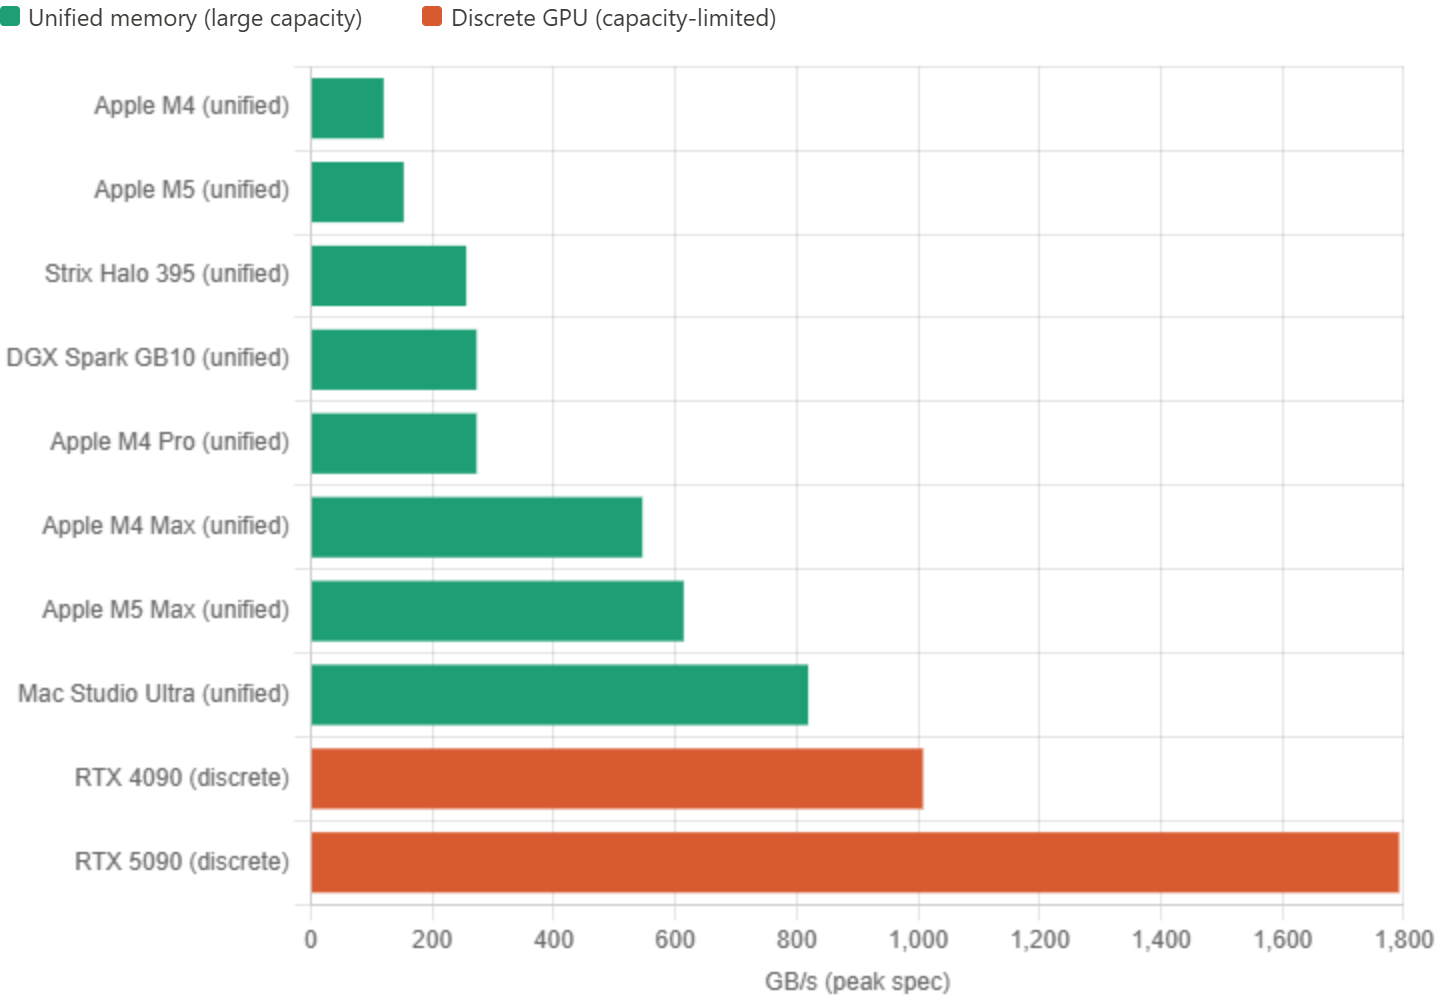 Unified memory (large capacity) Discrete GPU (capacity-limited)
Apple M4 (unified)
Apple M5 (unified)
Strix Halo 395 (unified)
DGX Spark GB10 (unified)
Apple M4 Pro (unified)
Apple M4 Max (unified)
Apple M5 Max (unified)
Mac Studio Ultra (unified)
RTX 4090 (discrete)
RTX 5090 (discrete)
0 200 400 600 800 1,000 1,200 1,400 1,600 1,800
GB/s (peak spec)